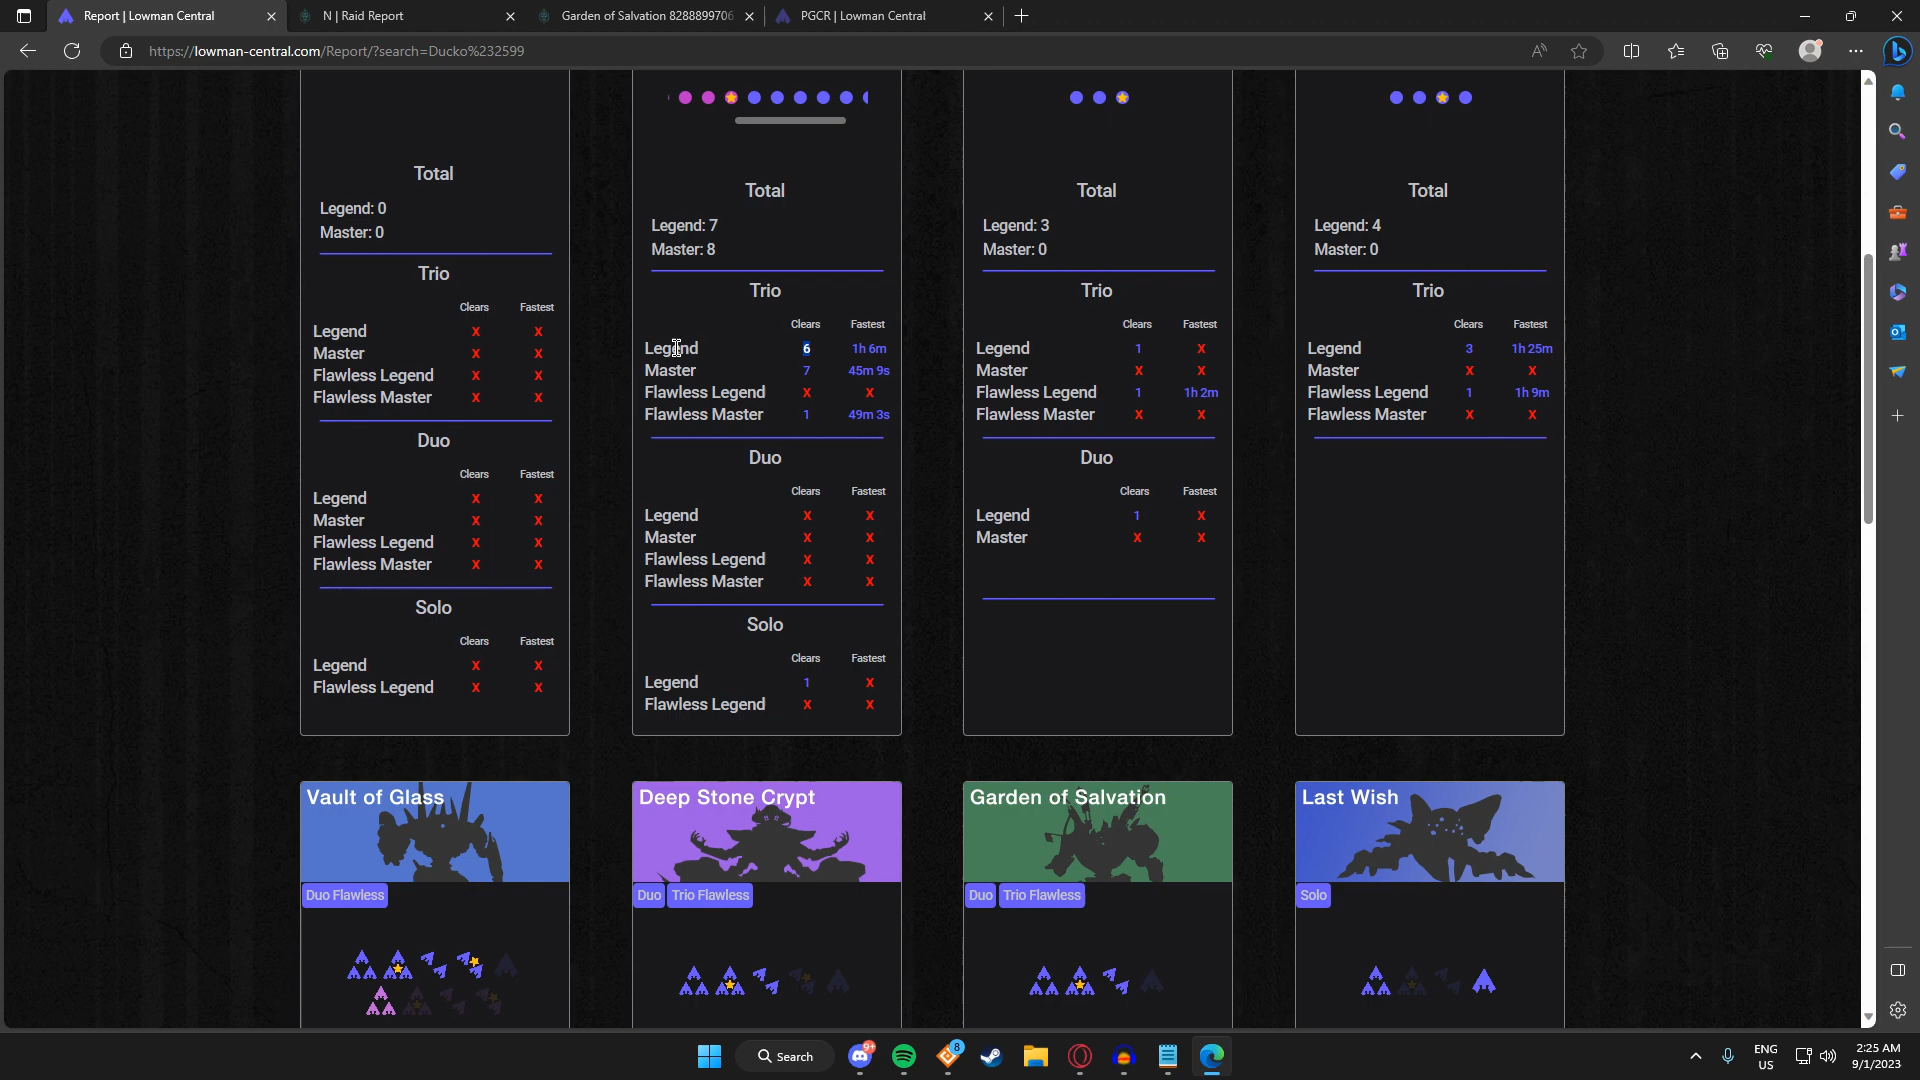 Report | Lowman Central
N | Raid Report
Garden of Salvation 8288899706
PGCR | Lowman Central
https://lowman-central.com/Report/?search=Ducko%232599
Total
Legend: 0
Master: 0
Trio
Clears Fastest
Legend X X
Master X X
Flawless Legend X X
Flawless Master X X
Duo
Clears Fastest
Legend X X
Master X X
Flawless Legend X X
Flawless Master X X
Solo
Clears Fastest
Legend X X
Flawless Legend X X
Total
Legend: 7
Master: 8
Trio
Clears Fastest
Legend 6 1h 6m
Master 7 45m 9s
Flawless Legend X X
Flawless Master 1 49m 3s
Duo
Clears Fastest
Legend X X
Master X X
Flawless Legend X X
Flawless Master X X
Solo
Clears Fastest
Legend 1 X
Flawless Legend X X
Total
Legend: 3
Master: 0
Trio
Clears Fastest
Legend 1 X
Master X X
Flawless Legend 1 1h 2m
Flawless Master X X
Duo
Clears Fastest
Legend 1 X
Master X X
Total
Legend: 4
Master: 0
Trio
Clears Fastest
Legend 3 1h 25m
Master X X
Flawless Legend 1 1h 9m
Flawless Master X X
Vault of Glass
Duo Flawless
Deep Stone Crypt
Duo Trio Flawless
Garden of Salvation
Duo Trio Flawless
Last Wish
Solo
Search
9+
8
ENG
US
2:25 AM
9/1/2023